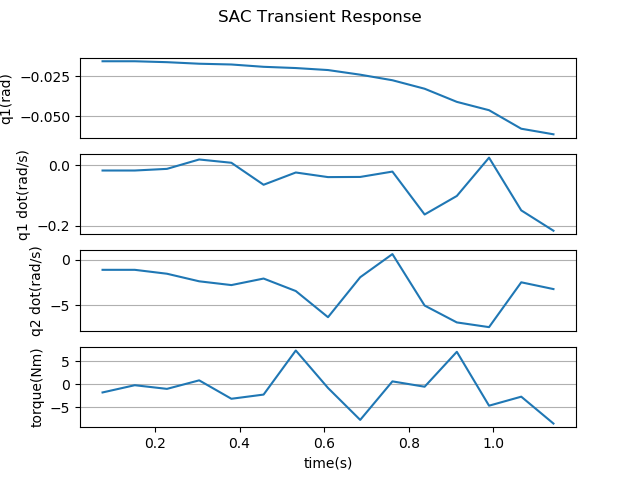 SAC Transient Response
q1(rad)
−0.025
−0.050
q1 dot(rad/s)
0.0
−0.2
q2 dot(rad/s)
0
−5
torque(Nm)
5
0
−5
0.2 0.4 0.6 0.8 1.0
time(s)